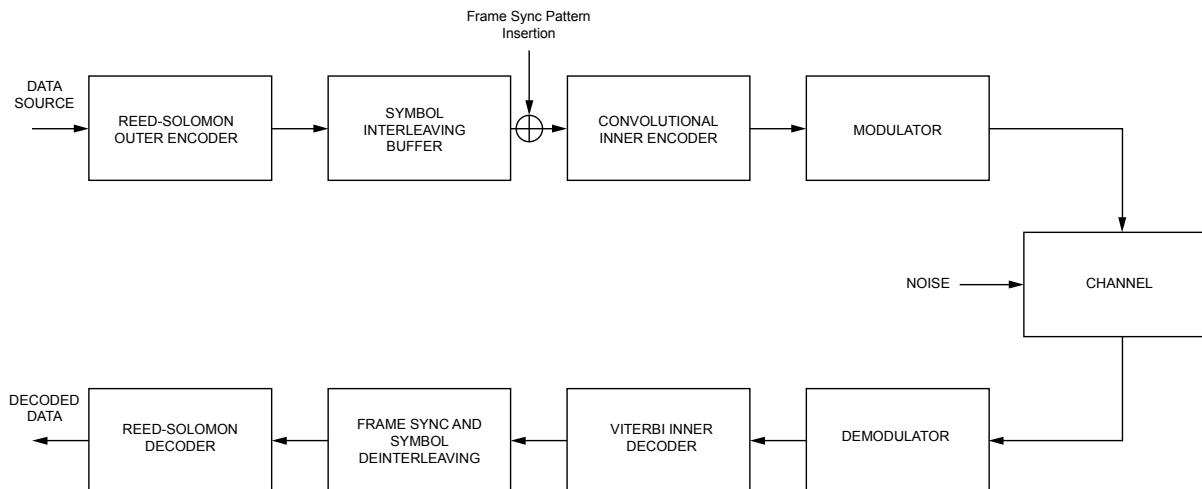 Frame Sync Pattern
Insertion
DATA
SOURCE
REED-SOLOMON
OUTER ENCODER
SYMBOL
INTERLEAVING
BUFFER
CONVOLUTIONAL
INNER ENCODER
MODULATOR
NOISE
CHANNEL
DECODED
DATA
REED-SOLOMON
DECODER
FRAME SYNC AND
SYMBOL
DEINTERLEAVING
VITERBI INNER
DECODER
DEMODULATOR